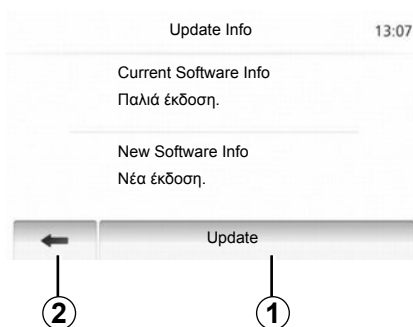 Update Info
13:07
Current Software Info
Παλιά έκδοση.
New Software Info
Νέα έκδοση.
Update
2
1